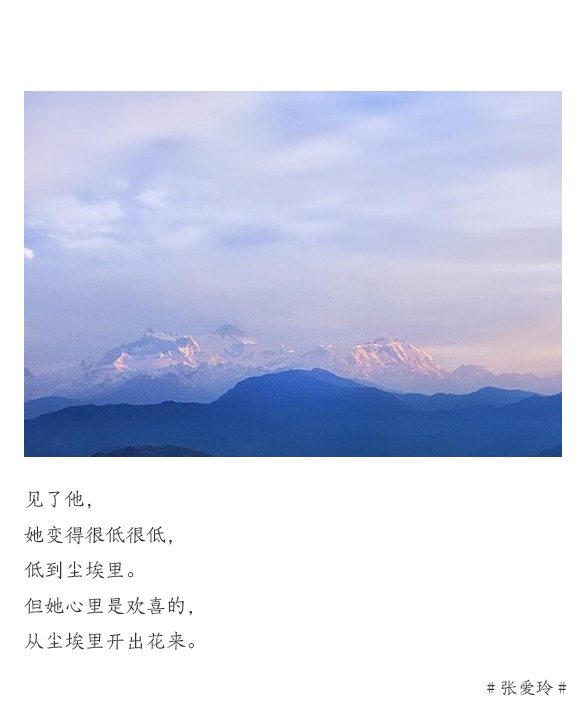 见了他，
她变得很低很低，
低到尘埃里。
但她心里是欢喜的，
从尘埃里开出花来。
# 张爱玲 #